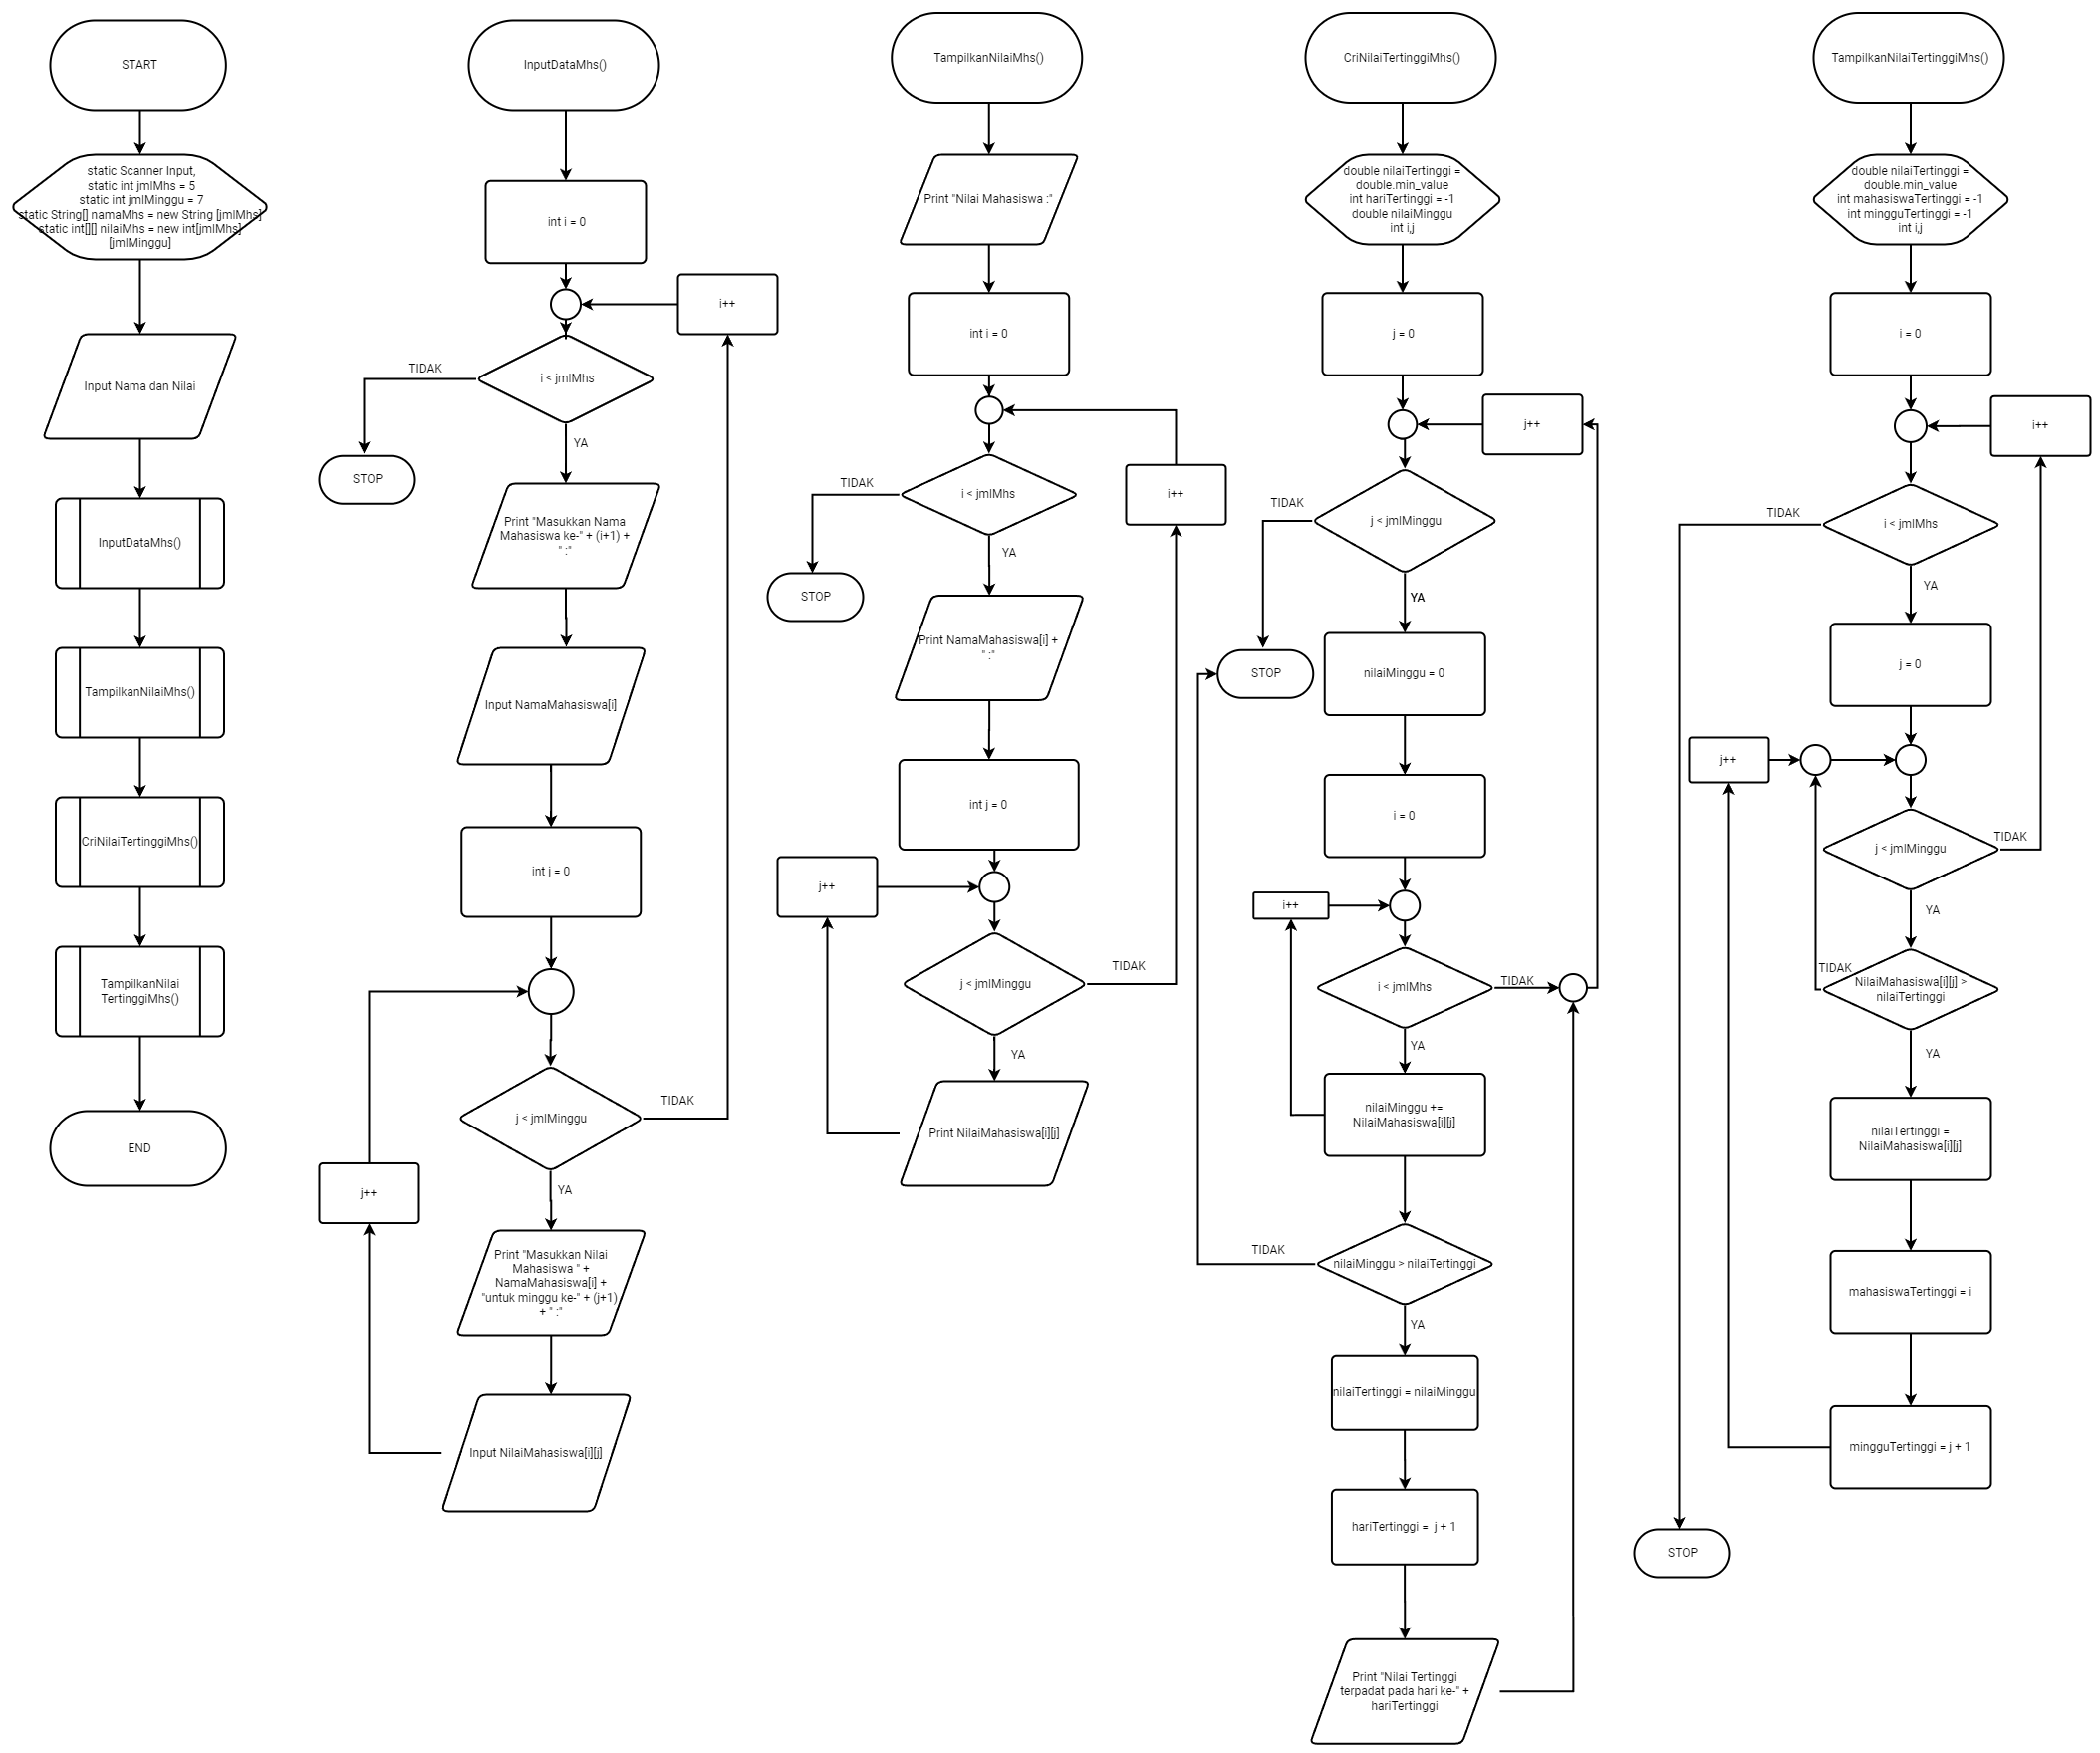 START
static Scanner Input,
static int jmlMhs = 5
static int jmlMinggu = 7
static String[] namaMhs = new String [jmlMhs]
static int[][] nilaiMhs = new int[jmlMhs]
[jmlMinggu]
Input Nama dan Nilai
InputDataMhs()
TampilkanNilaiMhs()
CriNilaiTertinggiMhs()
TampilkanNilai
TertinggiMhs()
END
InputDataMhs()
int i = 0
i++
i < jmlMhs
TIDAK
STOP
YA
Print "Masukkan Nama
Mahasiswa ke-" + (i+1) +
" :"
Input NamaMahasiswa[i]
int j = 0
j < jmlMinggu
TIDAK
j++
YA
Print "Masukkan Nilai
Mahasiswa " +
NamaMahasiswa[i] +
"untuk minggu ke-" + (j+1)
+ " :"
Input NilaiMahasiswa[i][j]
TampilkanNilaiMhs()
Print "Nilai Mahasiswa :"
int i = 0
i < jmlMhs
TIDAK
i++
STOP
YA
Print NamaMahasiswa[i] +
" :"
int j = 0
j++
j < jmlMinggu
TIDAK
YA
Print NilaiMahasiswa[i][j]
CriNilaiTertinggiMhs()
double nilaiTertinggi =
double.min_value
int hariTertinggi = -1
double nilaiMinggu
int i,j
j = 0
j++
j < jmlMinggu
TIDAK
YA
STOP
nilaiMinggu = 0
i = 0
i++
i < jmlMhs
TIDAK
YA
nilaiMinggu +=
NilaiMahasiswa[i][j]
nilaiMinggu > nilaiTertinggi
TIDAK
YA
nilaiTertinggi = nilaiMinggu
hariTertinggi = j + 1
Print "Nilai Tertinggi
terpadat pada hari ke-" +
hariTertinggi
TampilkanNilaiTertinggiMhs()
double nilaiTertinggi =
double.min_value
int mahasiswaTertinggi = -1
int mingguTertinggi = -1
int i,j
i = 0
i++
i < jmlMhs
TIDAK
YA
j = 0
j++
j < jmlMinggu
TIDAK
YA
NilaiMahasiswa[i][j] >
nilaiTertinggi
TIDAK
YA
nilaiTertinggi =
NilaiMahasiswa[i][j]
mahasiswaTertinggi = i
mingguTertinggi = j + 1
STOP